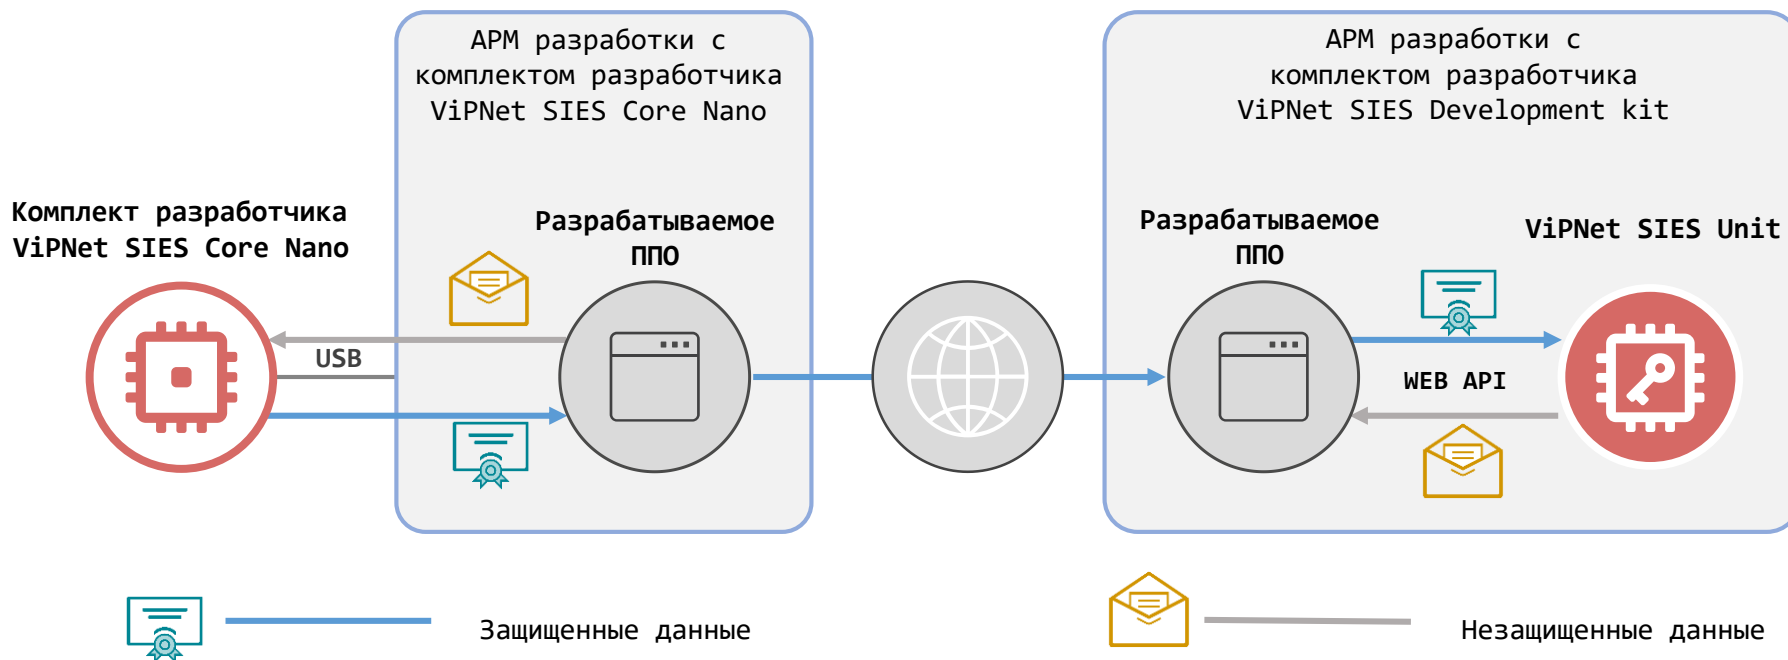 АРМ разработки с
комплектом разработчика
ViPNet SIES Core Nano
АРМ разработки с
комплектом разработчика
ViPNet SIES Development kit
Комплект разработчика
ViPNet SIES Core Nano
Разрабатываемое
ППО
Разрабатываемое
ППО
ViPNet SIES Unit
USB
WEB API
Защищенные данные
Незащищенные данные